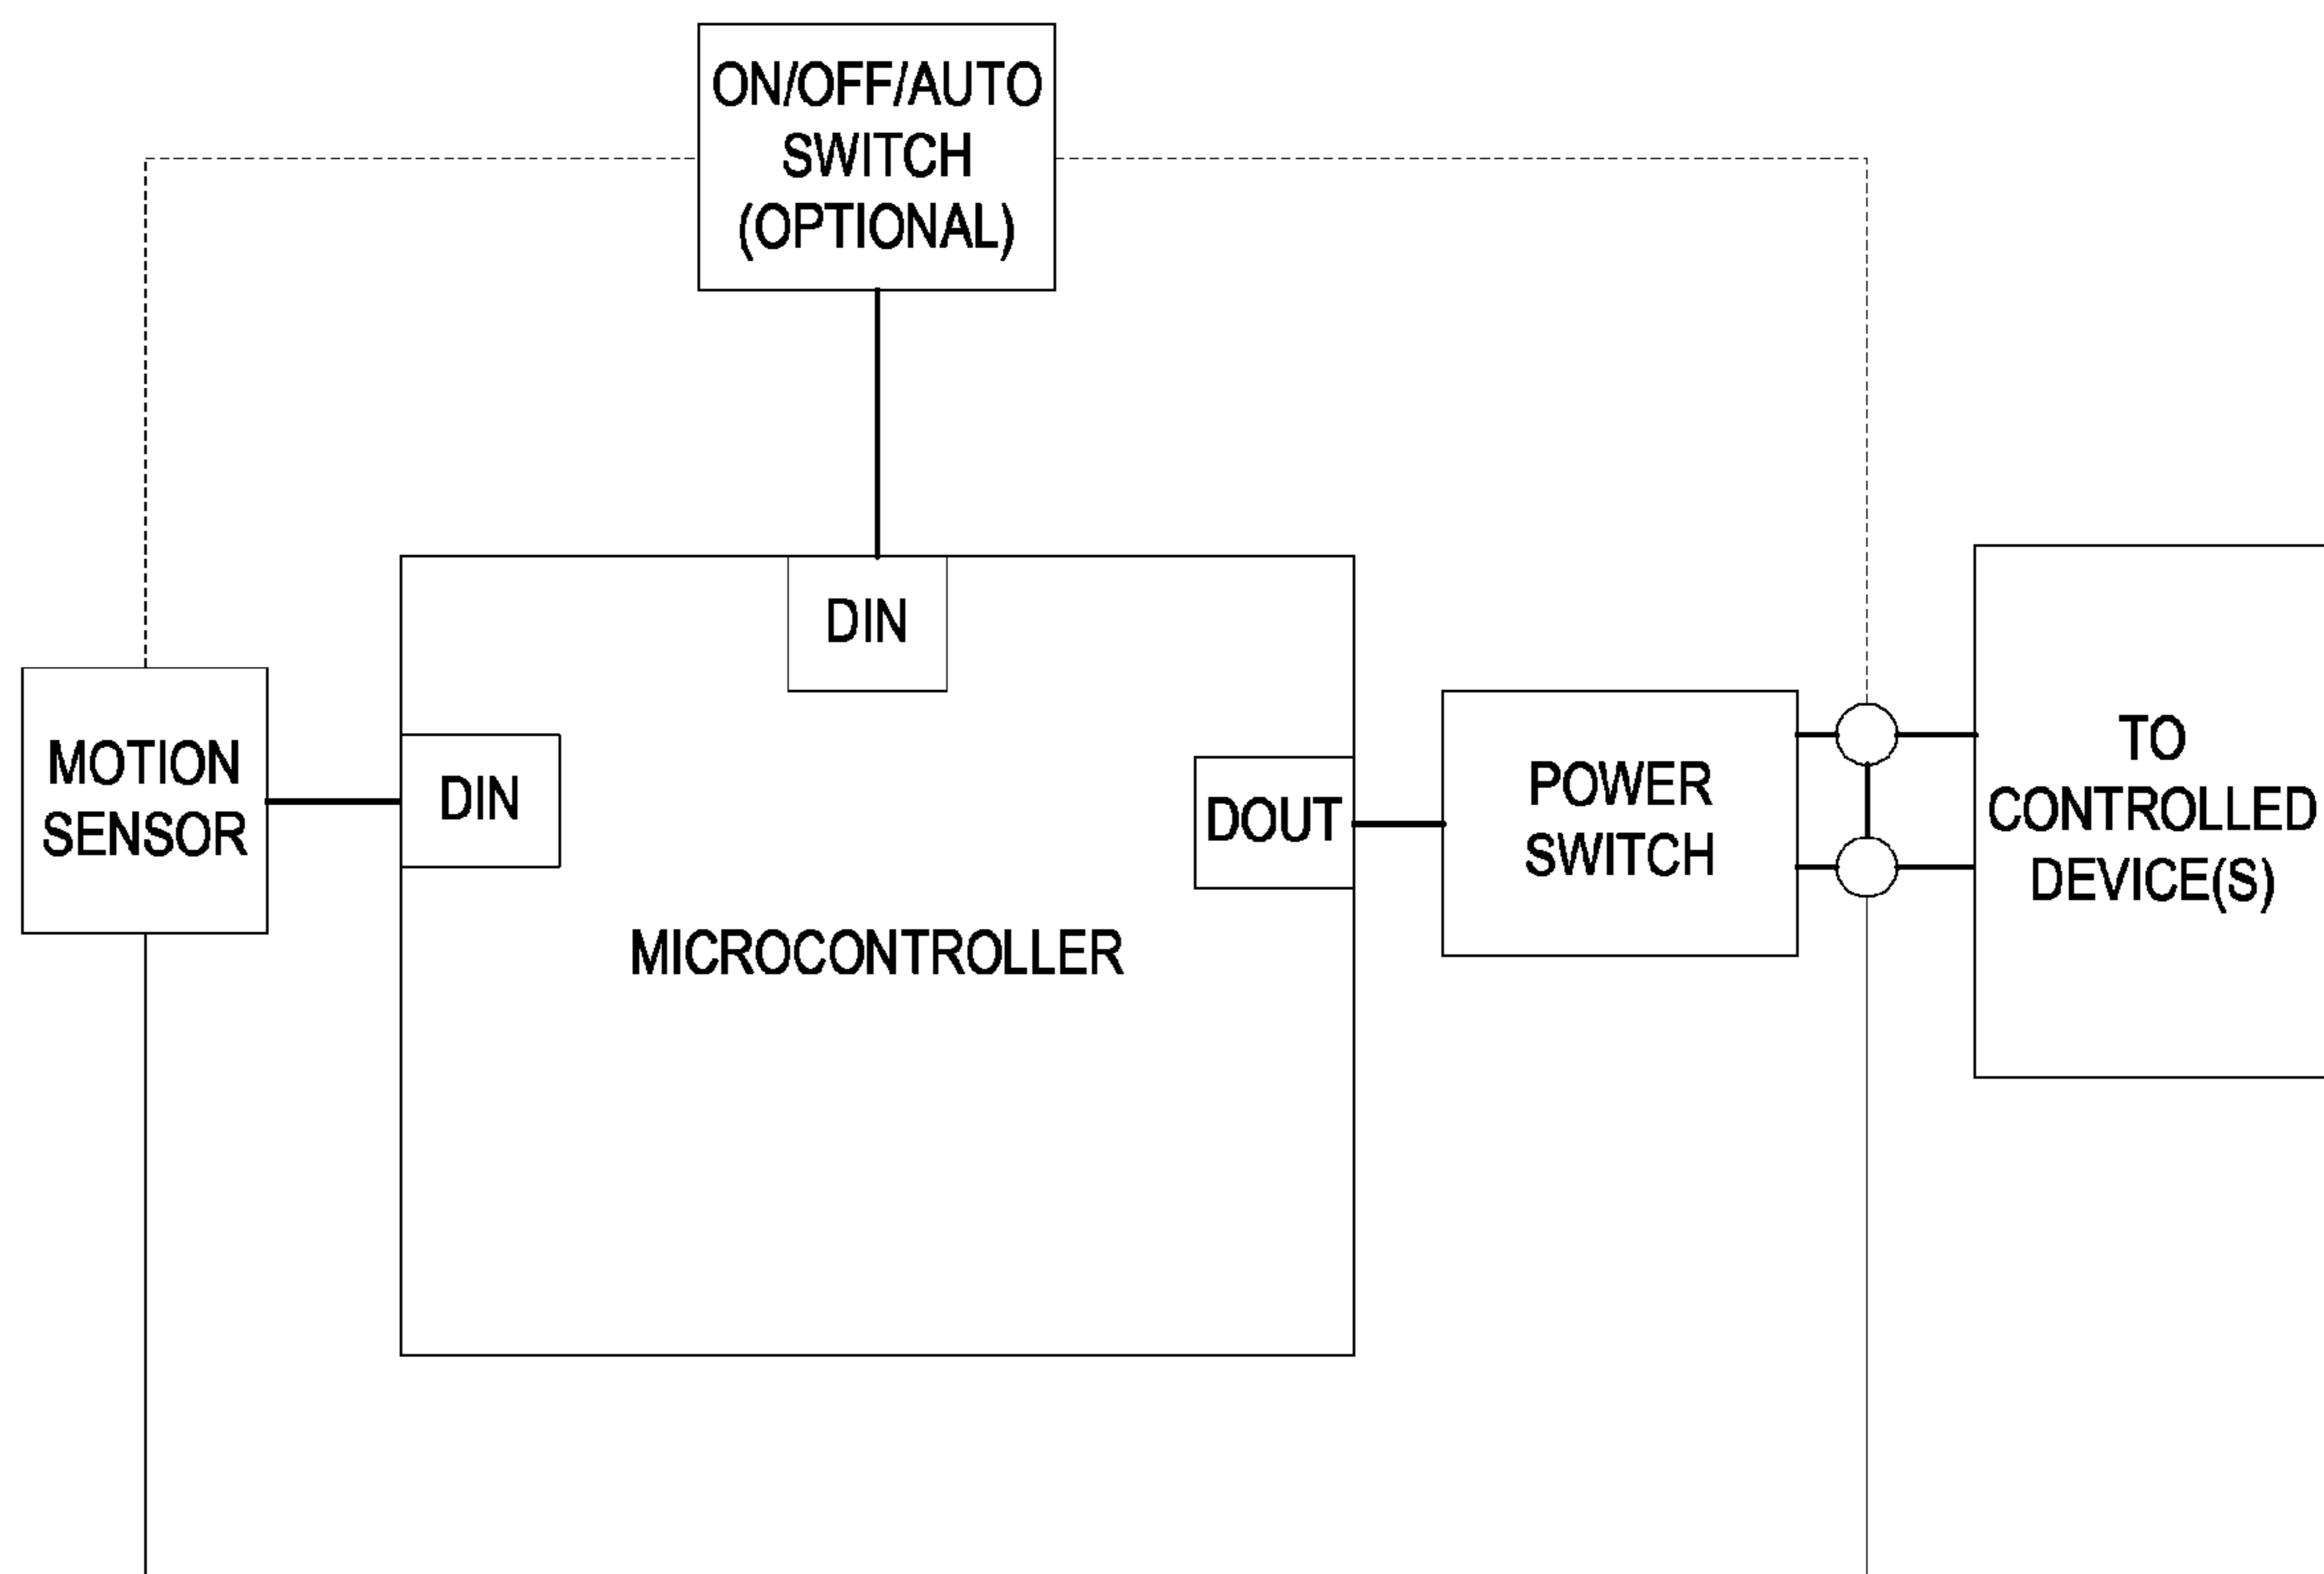 ON/OFF/AUTO
SWITCH
(OPTIONAL)
DIN
MOTION
SENSOR
DIN
DOUT
POWER
SWITCH
TO
CONTROLLED
DEVICE(S)
MICROCONTROLLER